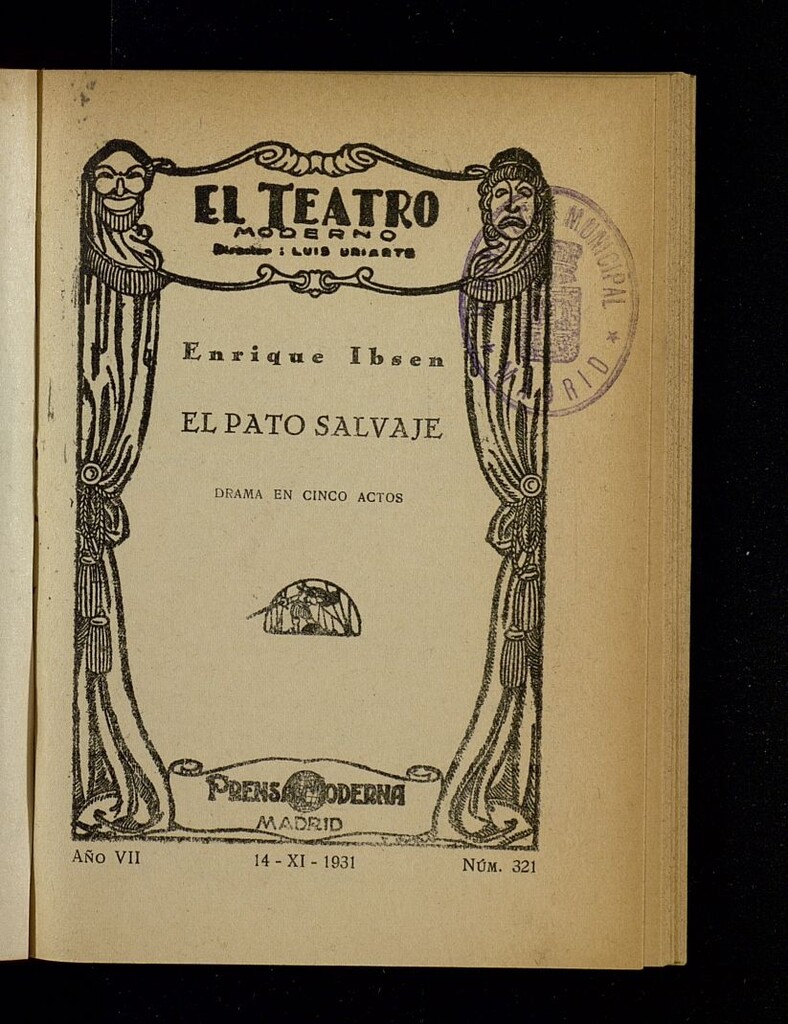 EL TEATRO
MODERNO
Director : LUIS URIARTE
Enrique Ibsen
EL PATO SALVAJE
DRAMA EN CINCO ACTOS
PRENSA MODERNA
MADRID
AÑO VII 14 - XI - 1931 NÚM. 321
MUNICIPAL
* MADRID *